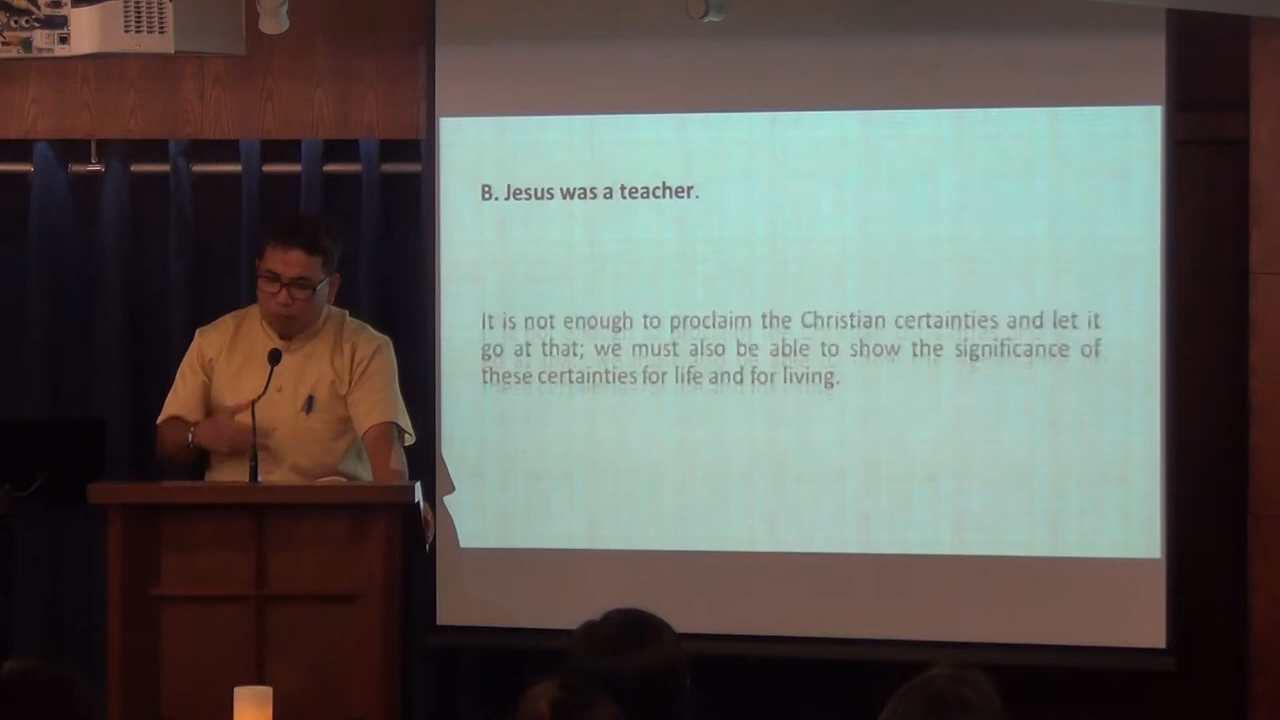 B. Jesus was a teacher.
It is not enough to proclaim the Christian certainties and let it
go at that; we must also be able to show the significance of
these certainties for life and for living.